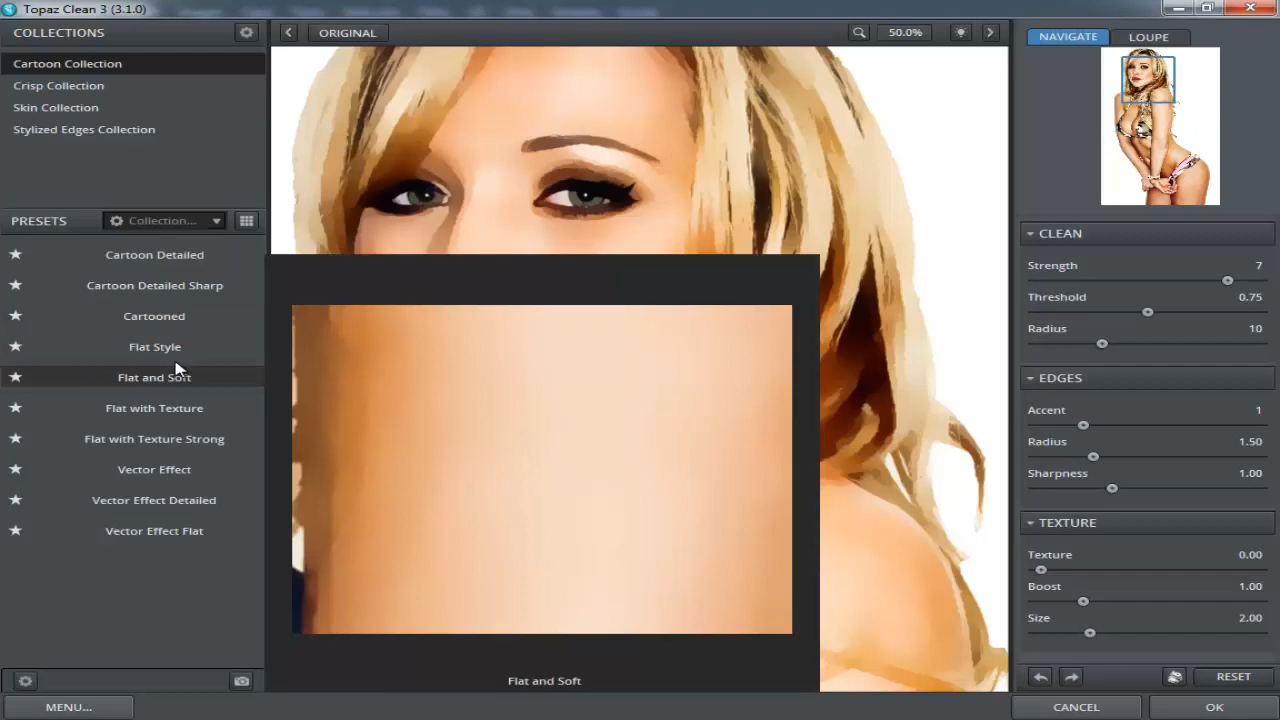 Topaz Clean 3 (3.1.0)
COLLECTIONS
Cartoon Collection
Crisp Collection
Skin Collection
Stylized Edges Collection
PRESETS
Collection...
Cartoon Detailed
Cartoon Detailed Sharp
Cartooned
Flat Style
Flat and Soft
Flat with Texture
Flat with Texture Strong
Vector Effect
Vector Effect Detailed
Vector Effect Flat
MENU...
ORIGINAL
50.0%
Flat and Soft
NAVIGATE
LOUPE
CLEAN
Strength 7
Threshold 0.75
Radius 10
EDGES
Accent 1
Radius 1.50
Sharpness 1.00
TEXTURE
Texture 0.00
Boost 1.00
Size 2.00
RESET
CANCEL
OK